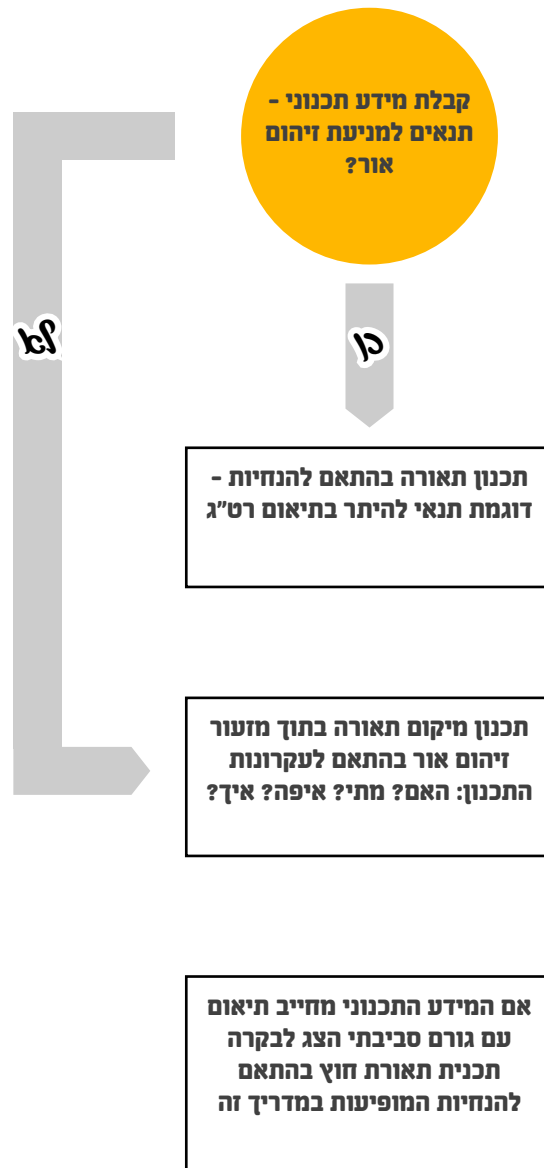 קבלת מידע תכנוני -
תנאים למניעת זיהום
אור?
לא
כן
תכנון תאורה בהתאם להנחיות -
דוגמת תנאי להיתר בתיאום רט"ג
תכנון מיקום תאורה בתוך מזעור
זיהום אור בהתאם לעקרונות
התכנון: האם? מתי? איפה? איך?
אם המידע התכנוני מחייב תיאום
עם גורם סביבתי הצג לבקרה
תכנית תאורת חוץ בהתאם
להנחיות המופיעות במדריך זה